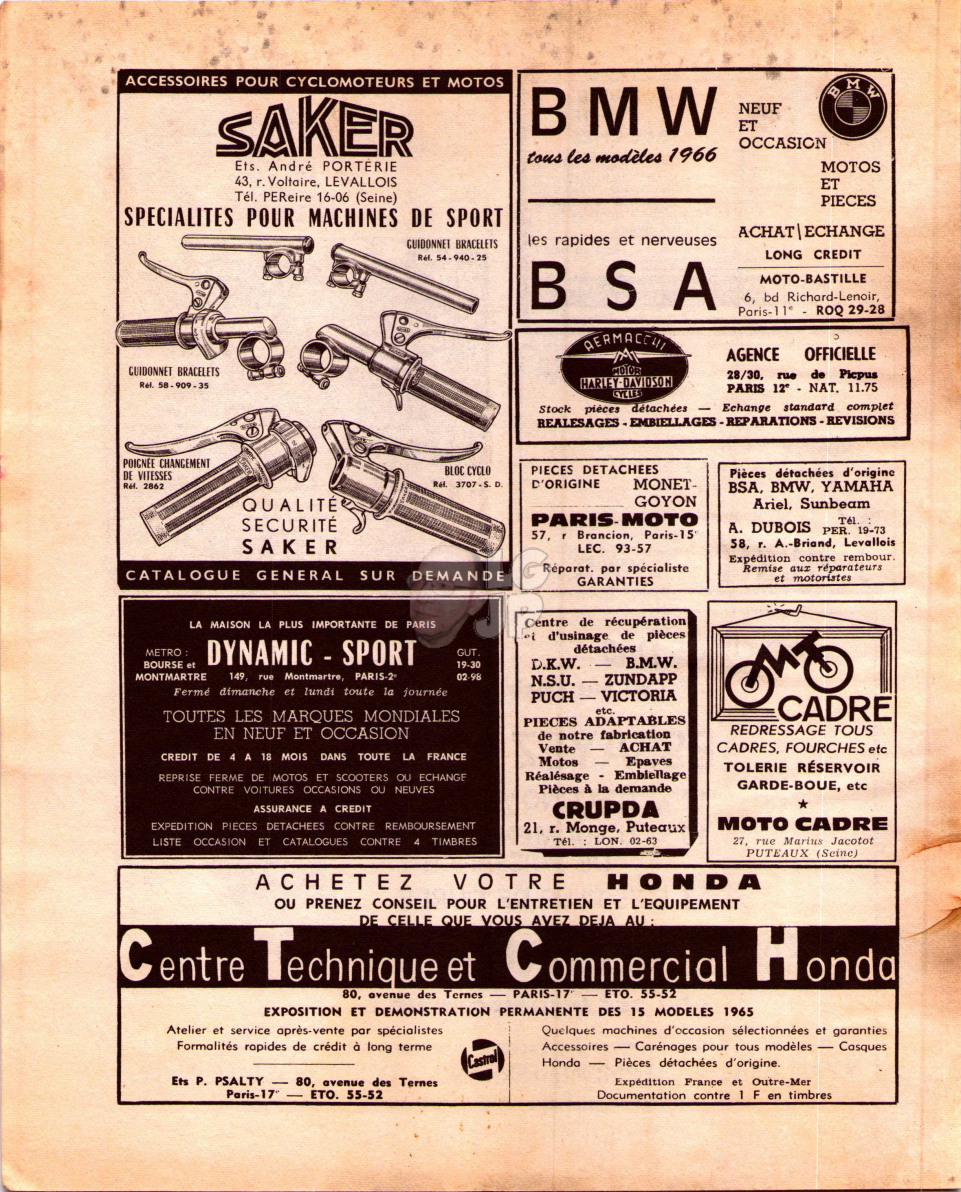 ACCESSOIRES POUR CYCLOMOTEURS ET MOTOS
SAKER
Ets. André PORTERIE
43, r. Voltaire, LEVALLOIS
Tél. PEReire 16-06 (Seine)
SPECIALITES POUR MACHINES DE SPORT
GUIDONNET BRACELETS
Réf. 54-940-25
GUIDONNET BRACELETS
Réf. 58-909-35
POIGNÉE CHANGEMENT
DE VITESSES
Réf. 2862
BLOC CYCLO
Réf. 3707-S. D.
QUALITÉ
SECURITÉ
SAKER
CATALOGUE GENERAL SUR DEMANDE
BMW
tous les modèles 1966
NEUF
ET
OCCASION
BMW
MOTOS
ET
PIECES
les rapides et nerveuses
BSA
ACHAT\ECHANGE
LONG CREDIT
MOTO-BASTILLE
6, bd Richard-Lenoir,
Paris-11e - ROQ 29-28
AERMACCHI
MOTOR
HARLEY-DAVIDSON
CYCLES
AGENCE OFFICIELLE
28/30, rue de Picpus
PARIS 12e - NAT. 11.75
Stock pièces détachées — Echange standard complet
REALESAGES - EMBIELLAGES - REPARATIONS - REVISIONS
PIECES DETACHEES
D'ORIGINE MONET-
GOYON
PARIS-MOTO
57, r Brancion, Paris-15e
LEC. 93-57
Réparat. par spécialiste
GARANTIES
Pièces détachées d'origine
BSA, BMW, YAMAHA
Ariel, Sunbeam
A. DUBOIS Tél. : PER. 19-73
58, r. A.-Briand, Levallois
Expédition contre rembour.
Remise aux réparateurs
et motoristes
LA MAISON LA PLUS IMPORTANTE DE PARIS
METRO :
BOURSE et
MONTMARTRE
DYNAMIC - SPORT
GUT.
19-30
02-98
149, rue Montmartre, PARIS-2e
Fermé dimanche et lundi toute la journée
TOUTES LES MARQUES MONDIALES
EN NEUF ET OCCASION
CREDIT DE 4 A 18 MOIS DANS TOUTE LA FRANCE
REPRISE FERME DE MOTOS ET SCOOTERS OU ECHANGE
CONTRE VOITURES OCCASIONS OU NEUVES
ASSURANCE A CREDIT
EXPEDITION PIECES DETACHEES CONTRE REMBOURSEMENT
LISTE OCCASION ET CATALOGUES CONTRE 4 TIMBRES
Centre de récupération
et d'usinage de pièces
détachées
D.K.W. — B.M.W.
N.S.U. — ZUNDAPP
PUCH — VICTORIA
etc.
PIECES ADAPTABLES
de notre fabrication
Vente — ACHAT
Motos — Epaves
Réalésage - Embiellage
Pièces à la demande
CRUPDA
21, r. Monge, Puteaux
Tél. : LON. 02-63
MOTO
CADRE
REDRESSAGE TOUS
CADRES, FOURCHES etc
TOLERIE RÉSERVOIR
GARDE-BOUE, etc
★
MOTO CADRE
27, rue Marius Jacotot
PUTEAUX (Seine)
ACHETEZ VOTRE HONDA
OU PRENEZ CONSEIL POUR L'ENTRETIEN ET L'EQUIPEMENT
DE CELLE QUE VOUS AVEZ DEJA AU :
Centre Technique et Commercial Honda
80, avenue des Ternes — PARIS-17e — ETO. 55-52
EXPOSITION ET DEMONSTRATION PERMANENTE DES 15 MODELES 1965
Atelier et service après-vente par spécialistes
Formalités rapides de crédit à long terme
Ets P. PSALTY — 80, avenue des Ternes
Paris-17e — ETO. 55-52
Castrol
Quelques machines d'occasion sélectionnées et garanties
Accessoires — Carénages pour tous modèles — Casques
Honda — Pièces détachées d'origine.
Expédition France et Outre-Mer
Documentation contre 1 F en timbres